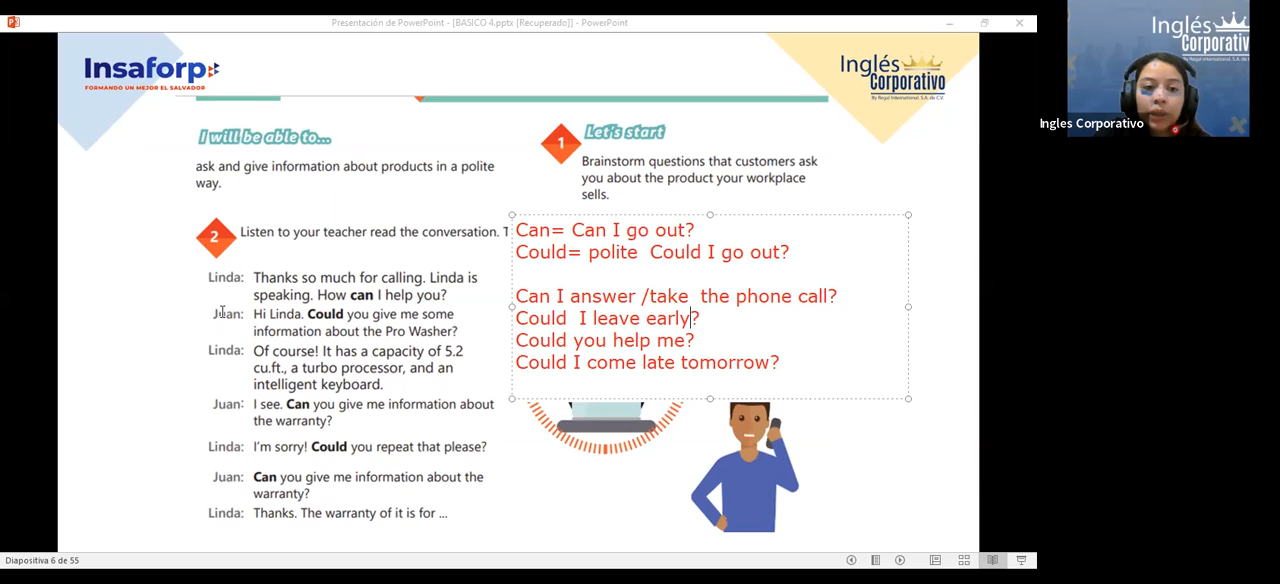 Presentación de PowerPoint - [BASICO 4.pptx [Recuperado]] - PowerPoint
Insaforp
FORMANDO UN MEJOR EL SALVADOR
Inglés
Corporativo
By Regal International, S.A. de C.V.
I will be able to...
ask and give information about products in a polite
way.
1
Let's start
Brainstorm questions that customers ask
you about the product your workplace
sells.
2
Listen to your teacher read the conversation. T
Linda: Thanks so much for calling. Linda is
speaking. How can I help you?
Juan: Hi Linda. Could you give me some
information about the Pro Washer?
Linda: Of course! It has a capacity of 5.2
cu.ft., a turbo processor, and an
intelligent keyboard.
Juan: I see. Can you give me information about
the warranty?
Linda: I'm sorry! Could you repeat that please?
Juan: Can you give me information about the
warranty?
Linda: Thanks. The warranty of it is for ...
Can= Can I go out?
Could= polite  Could I go out?
Can I answer /take  the phone call?
Could  I leave early?
Could you help me?
Could I come late tomorrow?
Diapositiva 6 de 55
Inglés
Corporativo
Ingles Corporativo